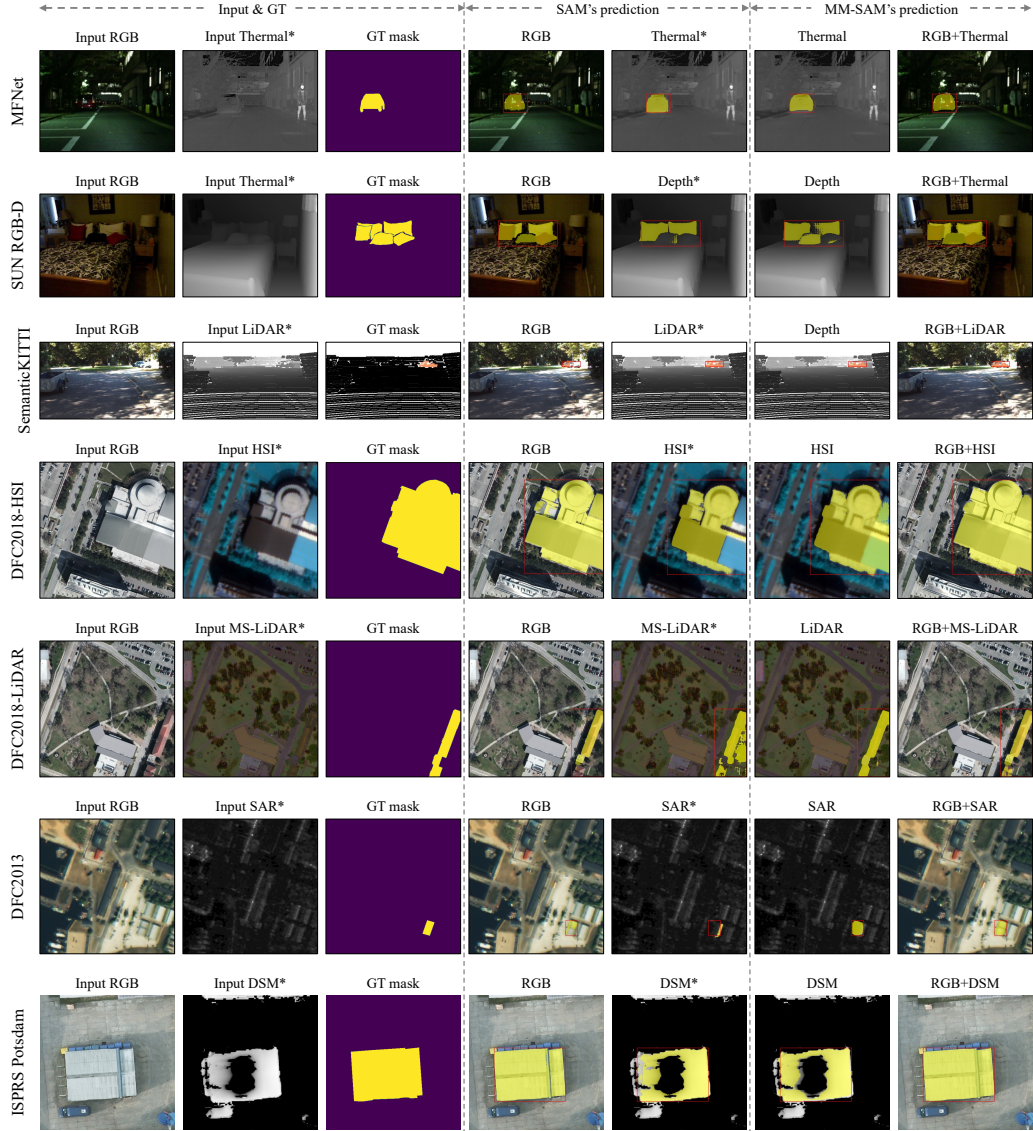 Input & GT SAM's prediction MM-SAM's prediction
Input RGB Input Thermal* GT mask RGB Thermal* Thermal RGB+Thermal
MFNet
Input RGB Input Thermal* GT mask RGB Depth* Depth RGB+Thermal
SUN RGB-D
Input RGB Input LiDAR* GT mask RGB LiDAR* Depth RGB+LiDAR
SemanticKITTI
Input RGB Input HSI* GT mask RGB HSI* HSI RGB+HSI
DFC2018-HSI
Input RGB Input MS-LiDAR* GT mask RGB MS-LiDAR* LiDAR RGB+MS-LiDAR
DFC2018-LiDAR
Input RGB Input SAR* GT mask RGB SAR* SAR RGB+SAR
DFC2013
Input RGB Input DSM* GT mask RGB DSM* DSM RGB+DSM
ISPRS Potsdam